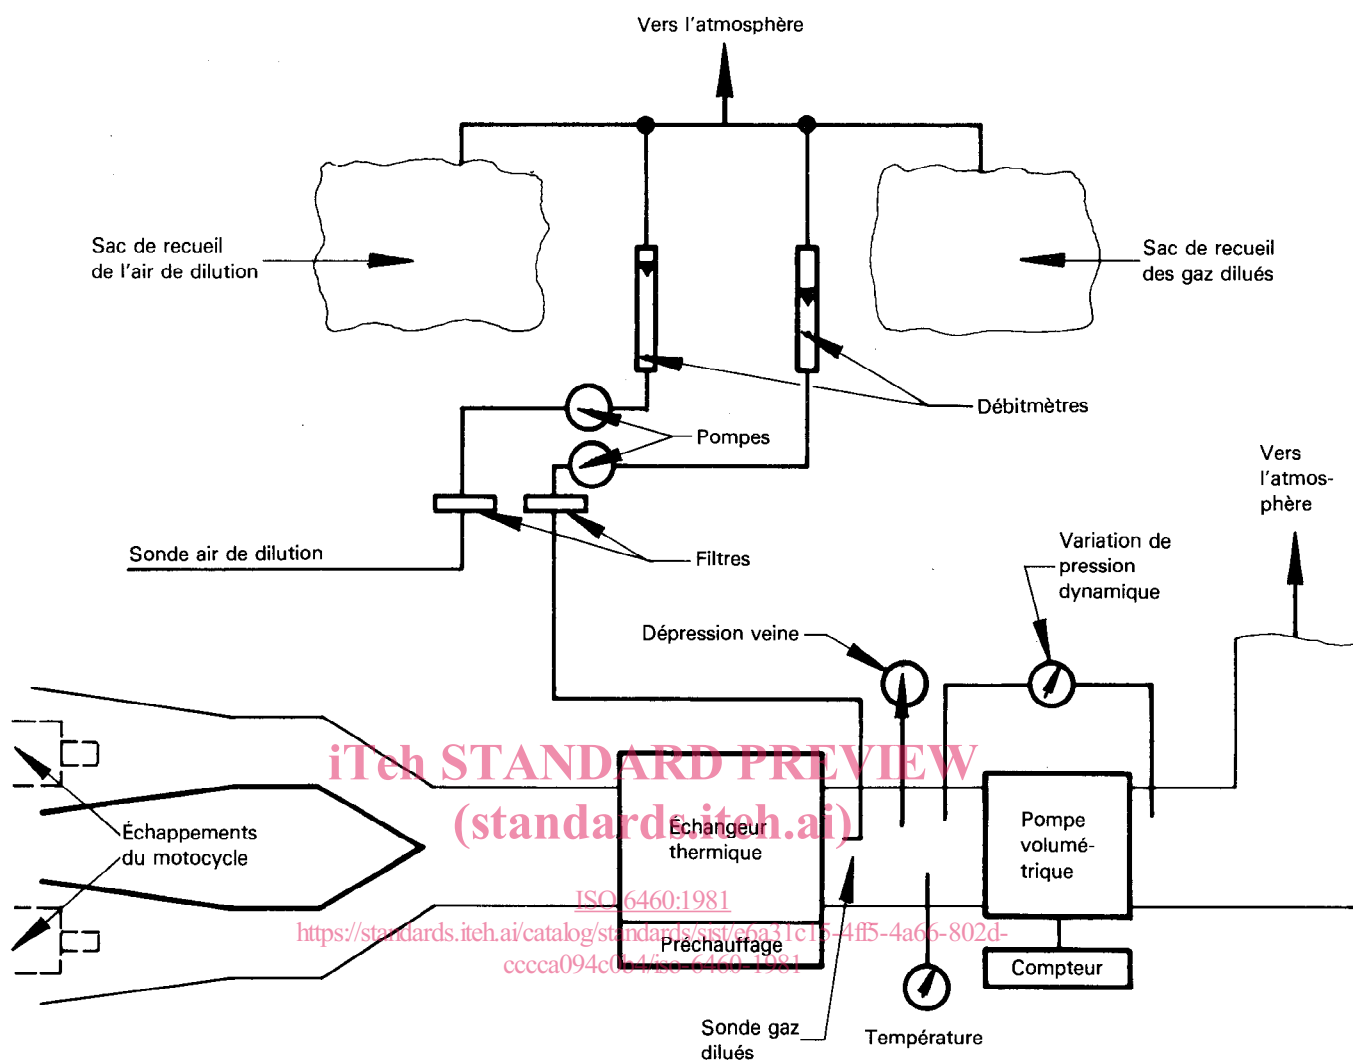 Vers l'atmosphère
Sac de recueil
de l'air de dilution
Sac de recueil
des gaz dilués
Débitmètres
Pompes
Vers
l'atmos-
phère
Sonde air de dilution
Filtres
Variation de
pression
dynamique
Dépression veine
iTeh STANDARD PREVIEW
(standards.iteh.ai)
Échappements
du motocycle
Échangeur
thermique
Pompe
volumé-
trique
ISO 6460:1981
https://standards.iteh.ai/catalog/standards/sist/e6a31c15-4ff5-4a66-802d-
cccca094c0b4/iso-6460-1981
Préchauffage
Compteur
Sonde gaz
dilués
Température